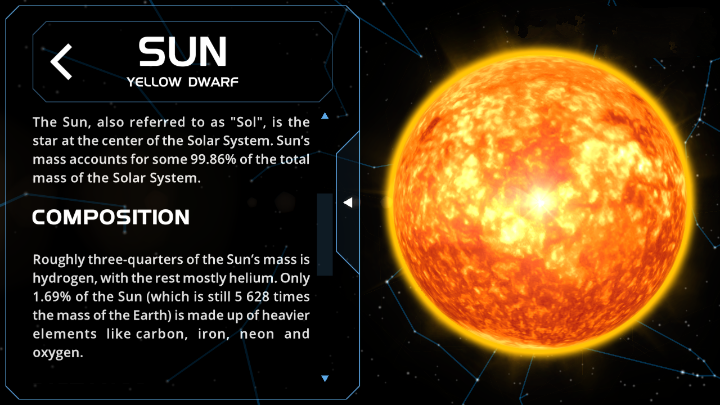 SUN
YELLOW DWARF
The Sun, also referred to as "Sol", is the
star at the center of the Solar System. Sun's
mass accounts for some 99.86% of the total
mass of the Solar System.
COMPOSITION
Roughly three-quarters of the Sun's mass is
hydrogen, with the rest mostly helium. Only
1.69% of the Sun (which is still 5 628 times
the mass of the Earth) is made up of heavier
elements like carbon, iron, neon and
oxygen.